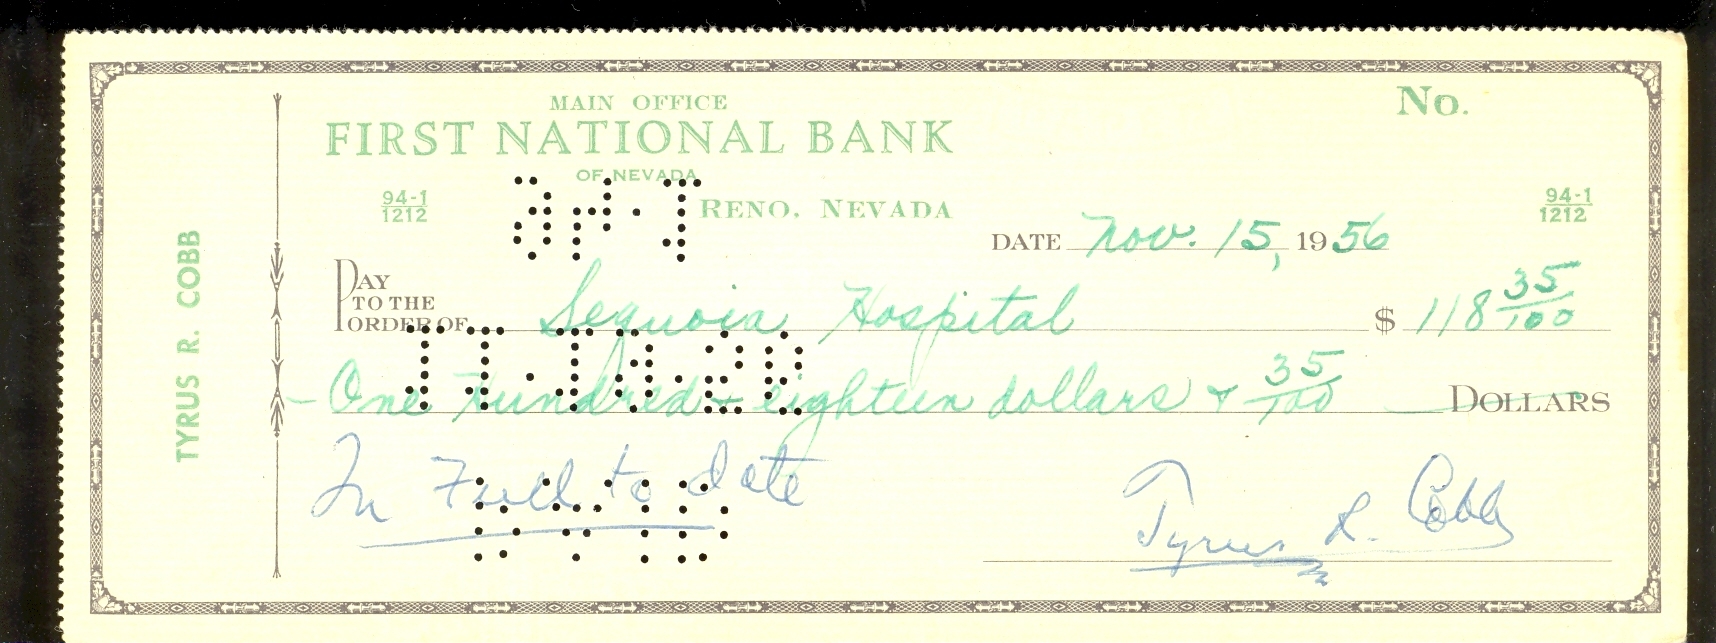 MAIN OFFICE
No.
FIRST NATIONAL BANK
OF NEVADA
94-1
1212
RENO, NEVADA
94-1
1212
DATE Nov. 15, 1956
TYRUS R. COBB
PAY
TO THE
ORDER OF Sequoia Hospital $ 118 35/100
One Hundred + eighteen dollars + 35/100 DOLLARS
In Full to date
Tyrus R. Cobb